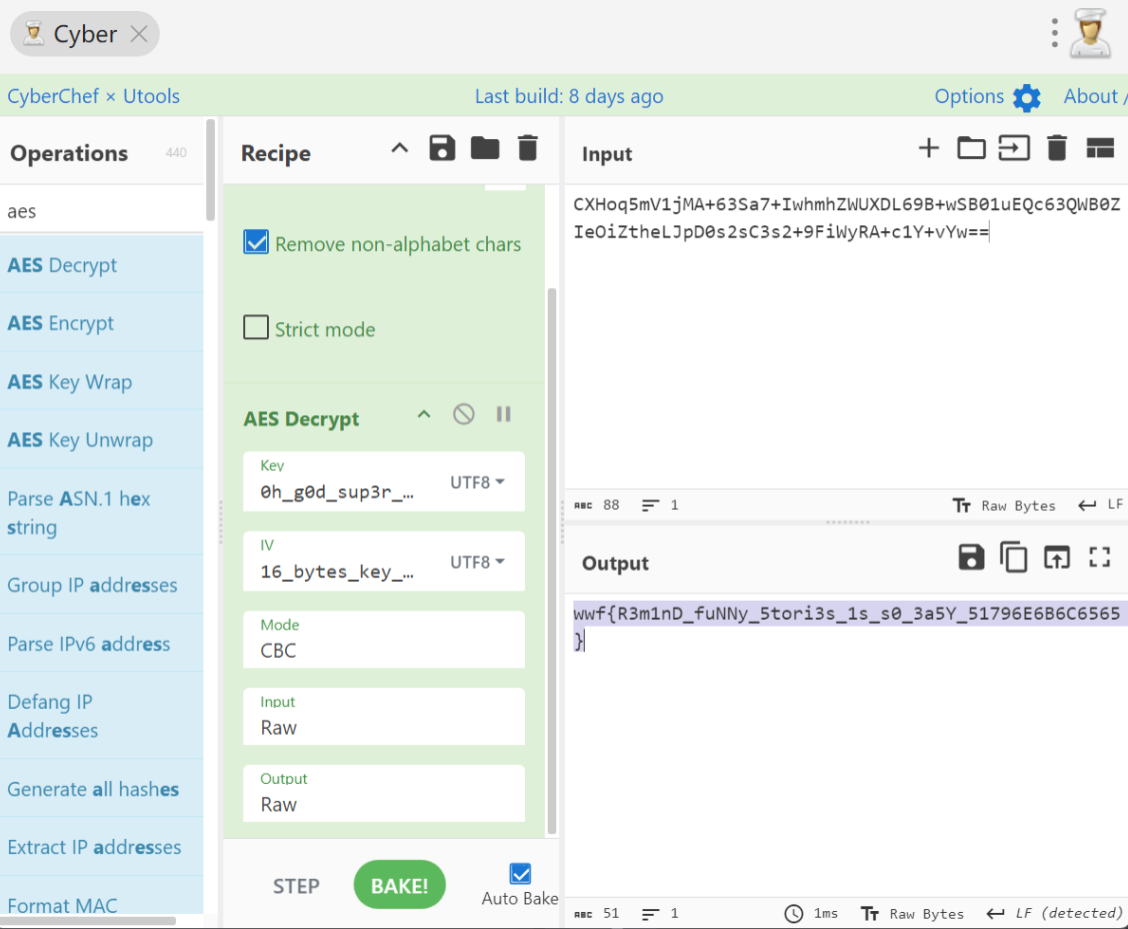 Cyber
CyberChef × Utools
Last build: 8 days ago
Options
About /
Operations
440
aes
AES Decrypt
AES Encrypt
AES Key Wrap
AES Key Unwrap
Parse ASN.1 hex
string
Group IP addresses
Parse IPv6 address
Defang IP
Addresses
Generate all hashes
Extract IP addresses
Format MAC
Recipe
Remove non-alphabet chars
Strict mode
AES Decrypt
Key
0h_g0d_sup3r_…
UTF8
IV
16_bytes_key_…
UTF8
Mode
CBC
Input
Raw
Output
Raw
STEP
BAKE!
Auto Bake
Input
CXHoq5mV1jMA+63Sa7+IwhmhZWUXDL69B+wSB01uEQc63QWB0Z
IeOiZtheLJpD0s2sC3s2+9FiWyRA+c1Y+vYw==
ABC 88
1
Tт Raw Bytes
LF
Output
wwf{R3m1nD_fuNNy_5tori3s_1s_s0_3a5Y_51796E6B6C6565
}
ABC 51
1
1ms
Tт Raw Bytes
LF (detected)